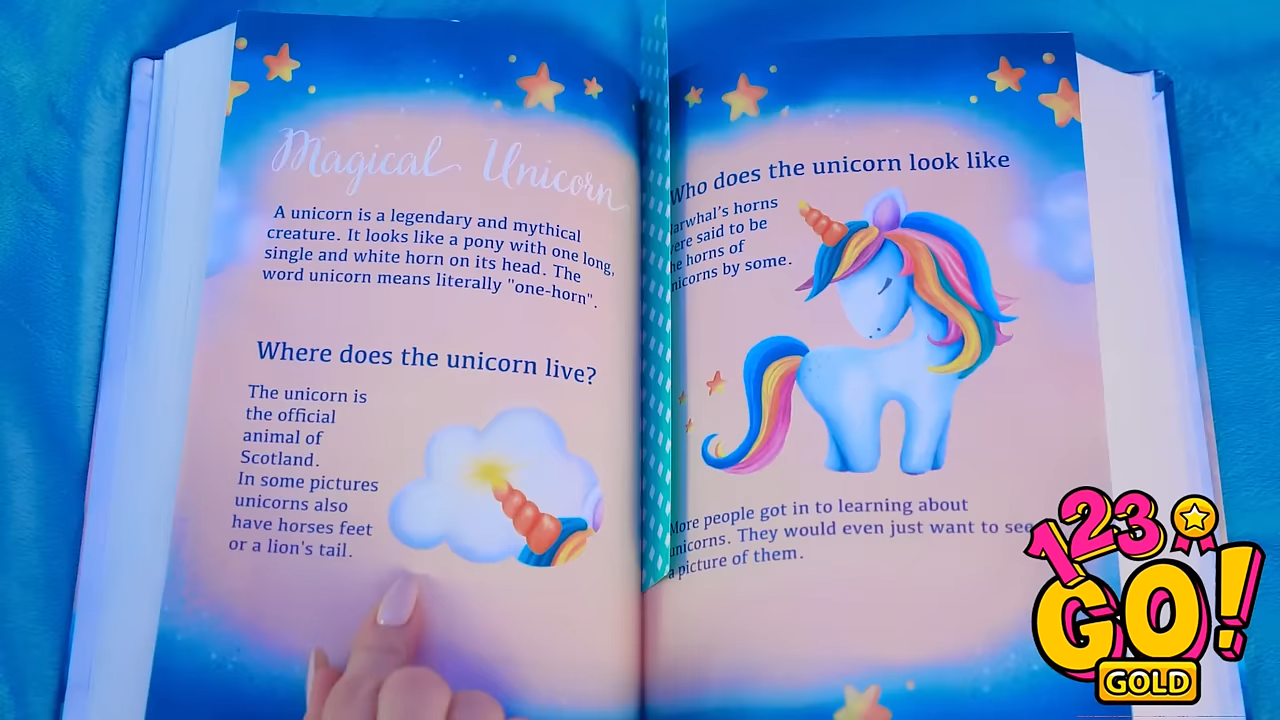 Magical Unicorn
A unicorn is a legendary and mythical
creature. It looks like a pony with one long,
single and white horn on its head. The
word unicorn means literally "one-horn".
Where does the unicorn live?
The unicorn is
the official
animal of
Scotland.
In some pictures
unicorns also
have horses feet
or a lion's tail.
Who does the unicorn look like
arwhal's horns
ere said to be
he horns of
nicorns by some.
More people got in to learning about
unicorns. They would even just want to see
a picture of them.
123
GO!
GOLD